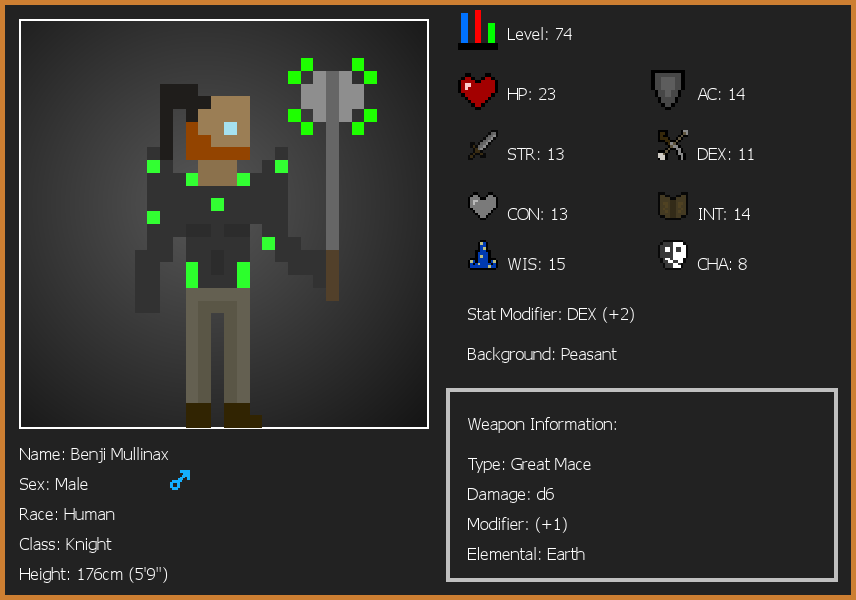 Level: 74
HP: 23
AC: 14
STR: 13
DEX: 11
CON: 13
INT: 14
WIS: 15
CHA: 8
Stat Modifier: DEX (+2)
Background: Peasant
Weapon Information:
Type: Great Mace
Damage: d6
Modifier: (+1)
Elemental: Earth
Name: Benji Mullinax
Sex: Male
Race: Human
Class: Knight
Height: 176cm (5'9")